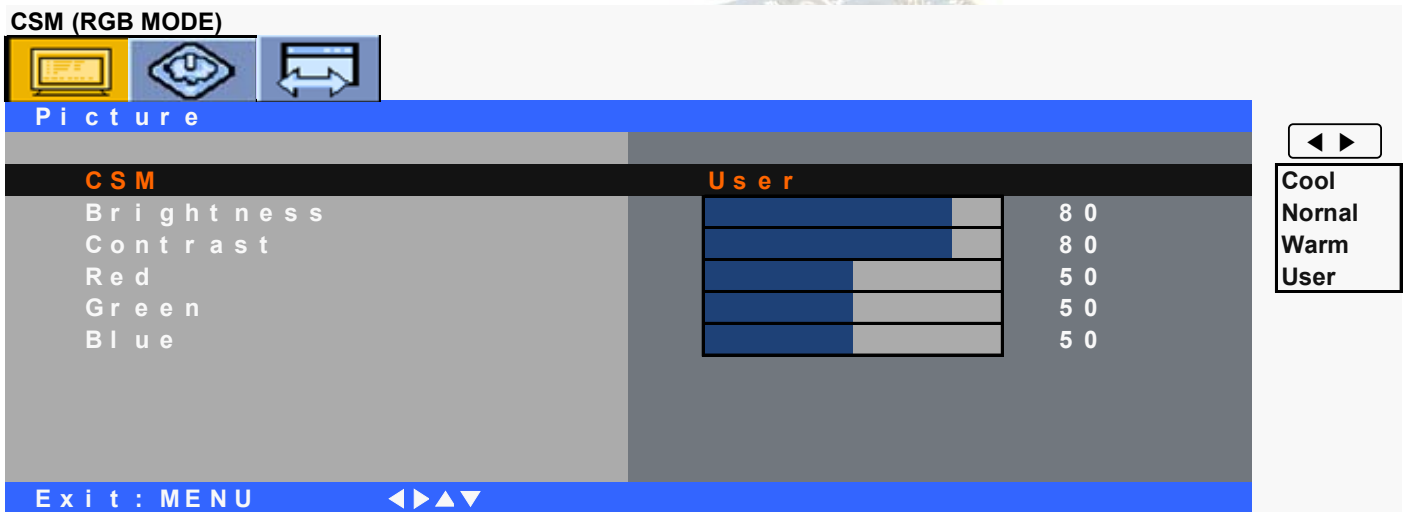 CSM (RGB MODE)
Picture
CSM User
Brightness 80
Contrast 80
Red 50
Green 50
Blue 50
Exit:MENU ◀▶▲▼
◀ ▶
Cool
Nornal
Warm
User